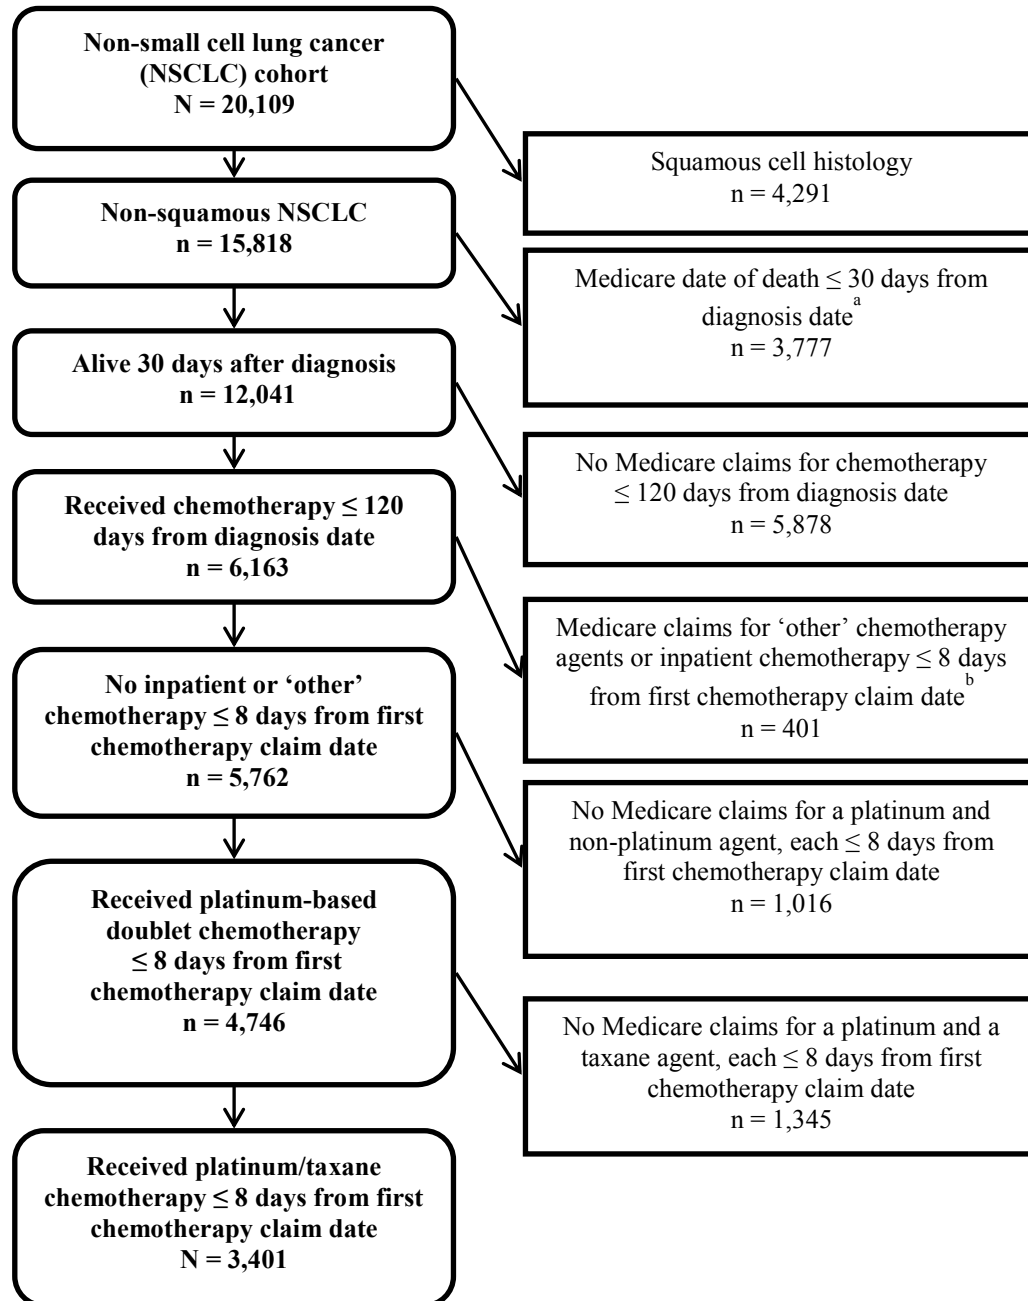 Non-small cell lung cancer
(NSCLC) cohort
N = 20,109
Squamous cell histology
n = 4,291
Non-squamous NSCLC
n = 15,818
Medicare date of death ≤ 30 days from
diagnosis date^a
n = 3,777
Alive 30 days after diagnosis
n = 12,041
No Medicare claims for chemotherapy
≤ 120 days from diagnosis date
n = 5,878
Received chemotherapy ≤ 120
days from diagnosis date
n = 6,163
Medicare claims for ‘other’ chemotherapy
agents or inpatient chemotherapy ≤ 8 days
from first chemotherapy claim date^b
n = 401
No inpatient or ‘other’
chemotherapy ≤ 8 days from first
chemotherapy claim date
n = 5,762
No Medicare claims for a platinum and
non-platinum agent, each ≤ 8 days from
first chemotherapy claim date
n = 1,016
Received platinum-based
doublet chemotherapy
≤ 8 days from first
chemotherapy claim date
n = 4,746
No Medicare claims for a platinum and a
taxane agent, each ≤ 8 days from first
chemotherapy claim date
n = 1,345
Received platinum/taxane
chemotherapy ≤ 8 days from first
chemotherapy claim date
N = 3,401